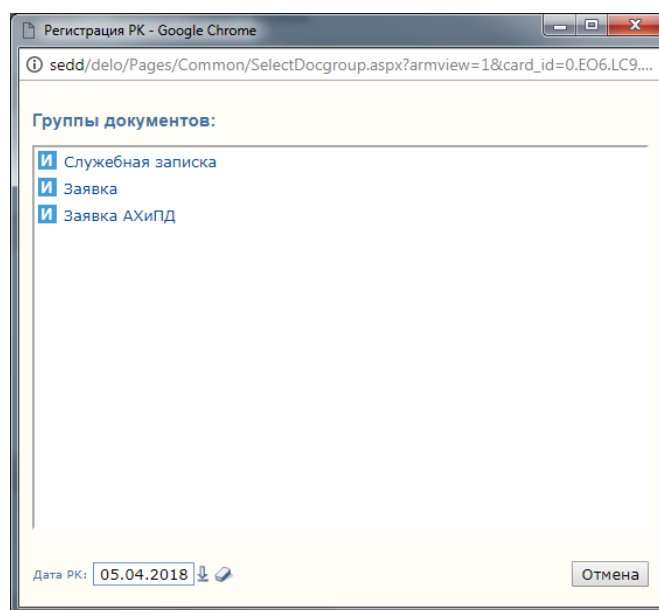 Регистрация РК - Google Chrome
sedd/delo/Pages/Common/SelectDocgroup.aspx?armview=1&card_id=0.EO6.LC9....
Группы документов:
И Служебная записка
И Заявка
И Заявка АХиПД
Дата РК: 05.04.2018 Отмена